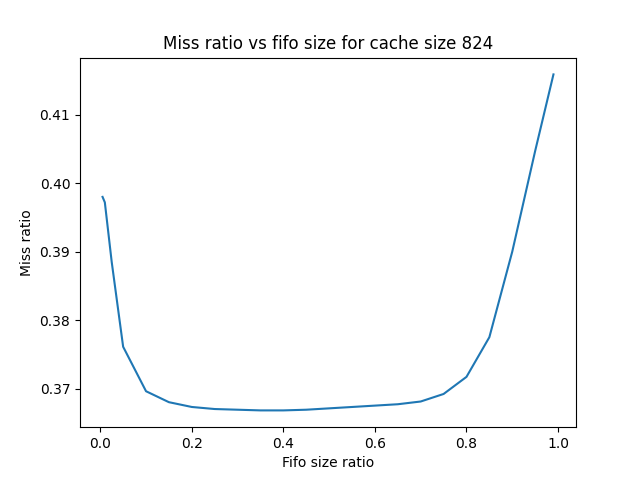 Miss ratio vs fifo size for cache size 824
0.41
0.40
0.39
0.38
0.37
Miss ratio
0.0 0.2 0.4 0.6 0.8 1.0
Fifo size ratio